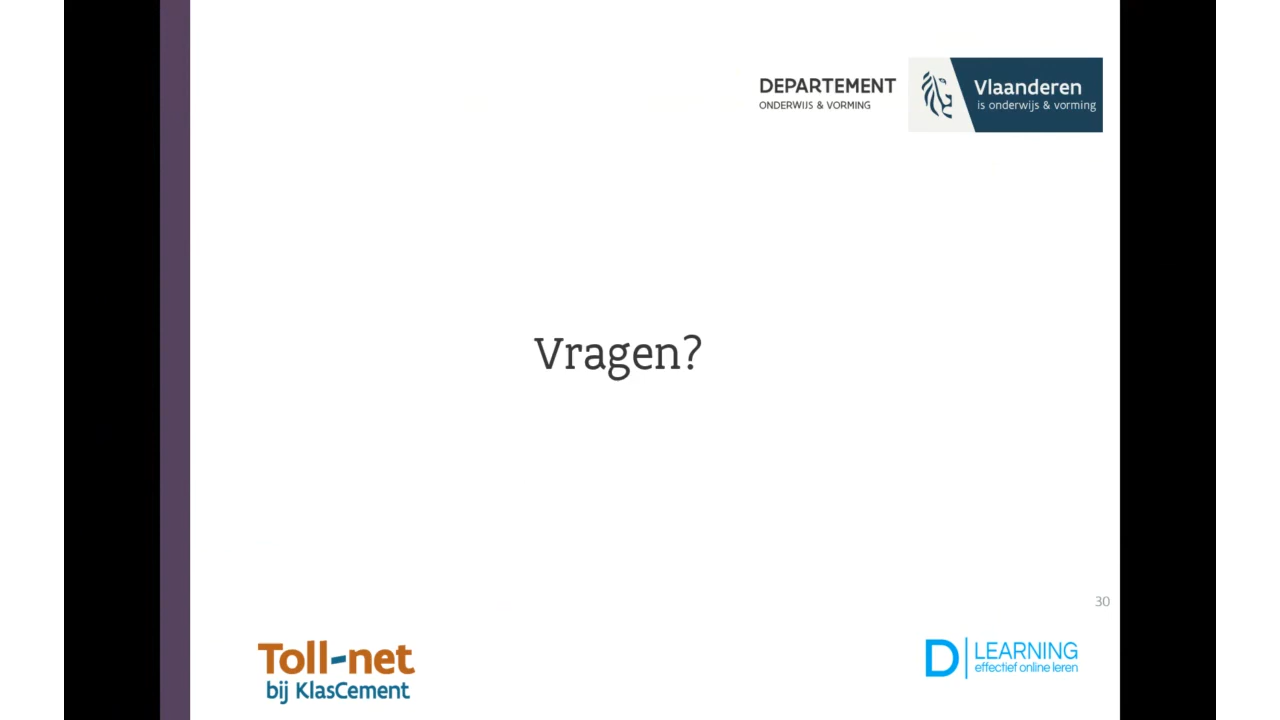 DEPARTEMENT
ONDERWIJS & VORMING
Vlaanderen
is onderwijs & vorming
Vragen?
30
Toll-net
bij KlasCement
D LEARNING
effectief online leren